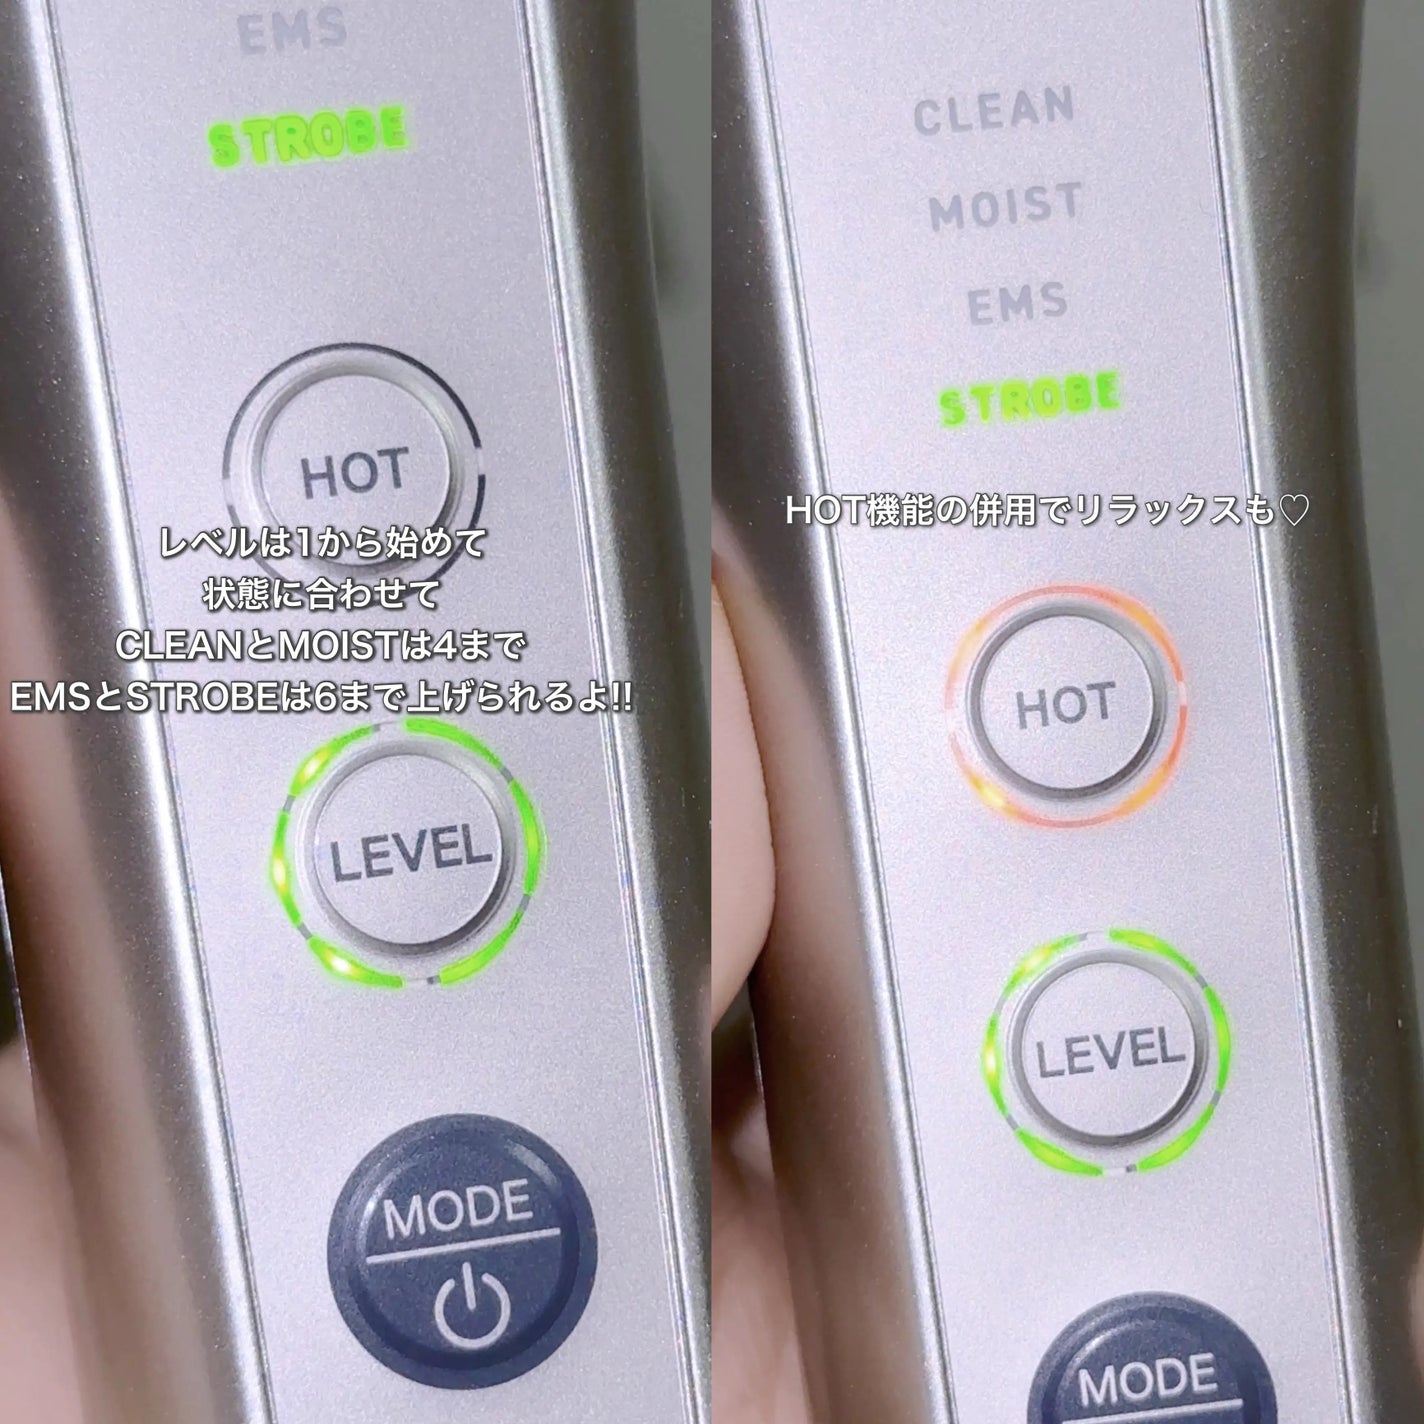 EMS
STROBE
HOT
レベルは1から始めて
状態に合わせて
CLEANとMOISTは4まで
EMSとSTROBEは6まで上げられるよ!!
LEVEL
MODE
CLEAN
MOIST
EMS
STROBE
HOT機能の併用でリラックスも♡
HOT
LEVEL
MODE